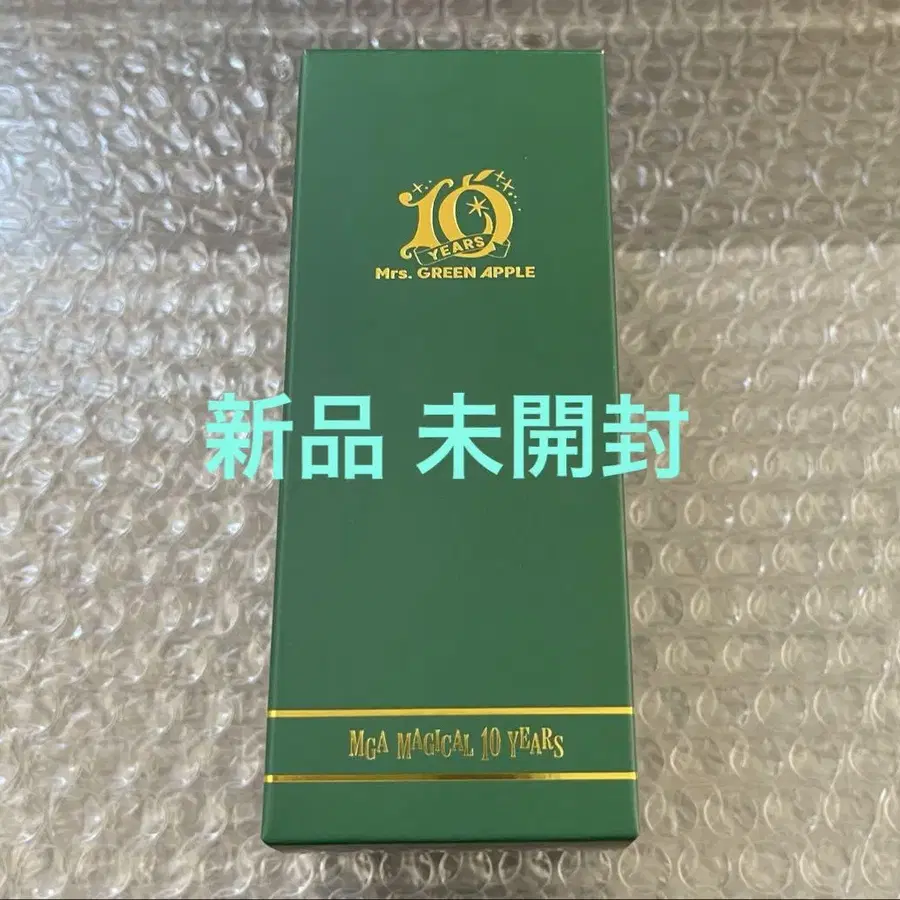 10
YEARS
Mrs. GREEN APPLE
新品 未開封
MGA MAGICAL 10 YEARS